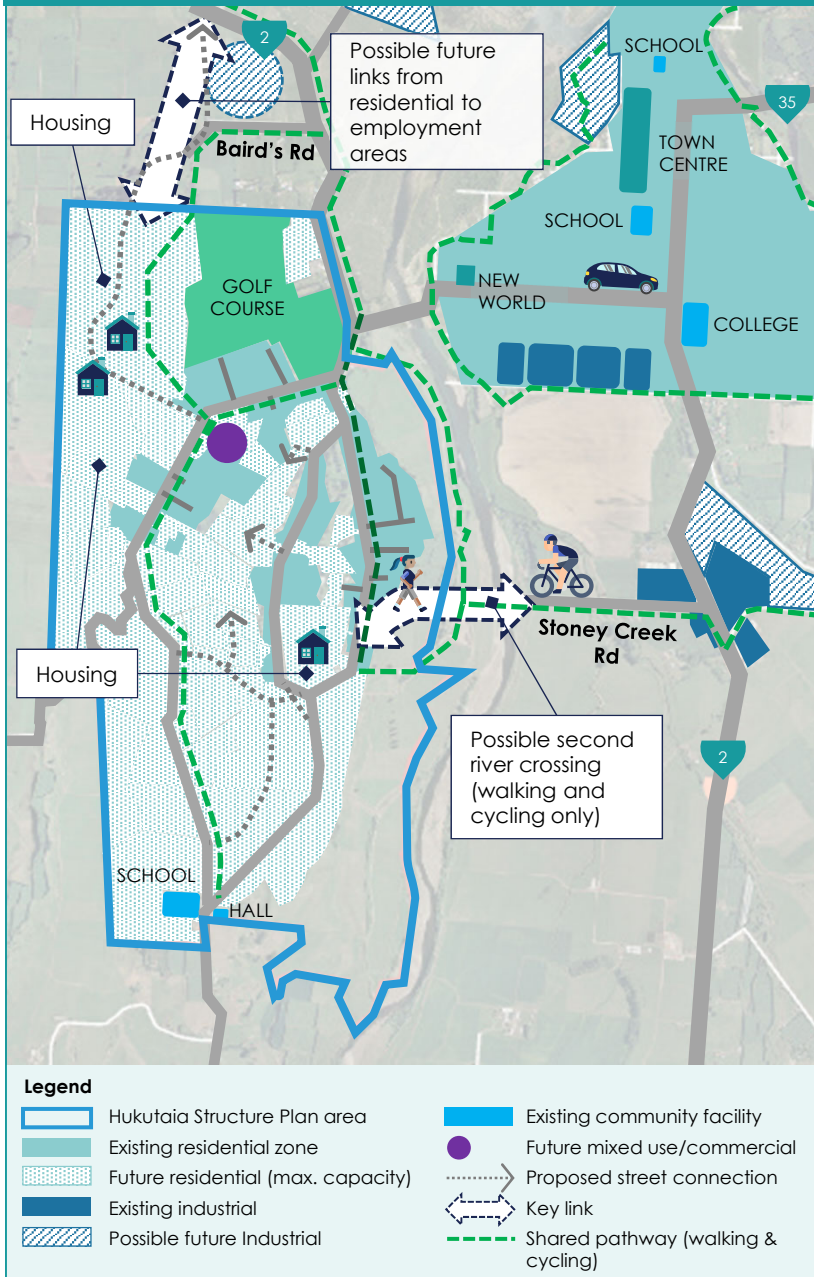 2
Possible future
links from
residential to
employment
areas
SCHOOL
35
Housing
Baird's Rd
TOWN
CENTRE
SCHOOL
GOLF
COURSE
NEW
WORLD
COLLEGE
Stoney Creek
Rd
Housing
Possible second
river crossing
(walking and
cycling only)
2
SCHOOL
HALL
Legend
Hukutaia Structure Plan area
Existing residential zone
Future residential (max. capacity)
Existing industrial
Possible future Industrial
Existing community facility
Future mixed use/commercial
Proposed street connection
Key link
Shared pathway (walking &
cycling)